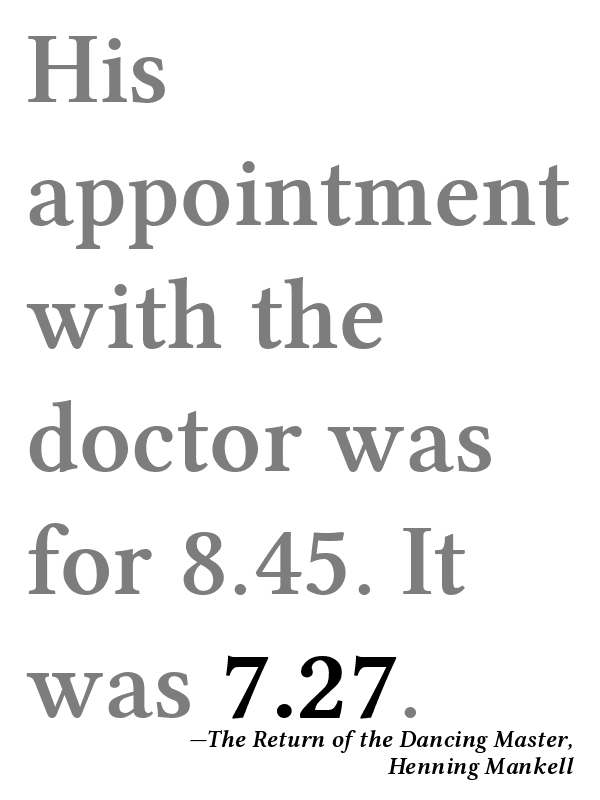 His
appointment
with the
doctor was
for 8.45. It
was 7.27.
—The Return of the Dancing Master,
Henning Mankell